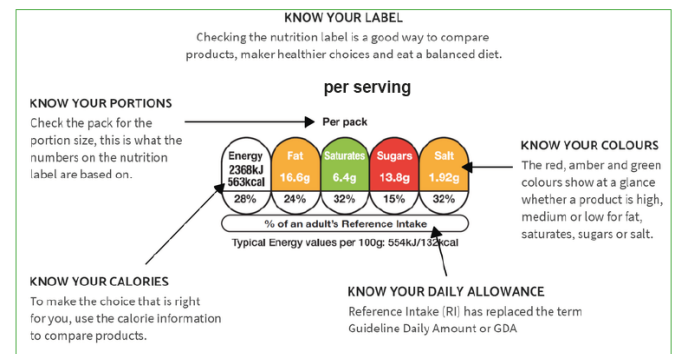 KNOW YOUR LABEL
Checking the nutrition label is a good way to compare
products, maker healthier choices and eat a balanced diet.
per serving
KNOW YOUR PORTIONS
Check the pack for the
portion size, this is what the
numbers on the nutrition
label are based on.
Per pack
Energy Fat Saturates Sugars Salt
2368kJ
563kcal 16.6g 6.4g 13.8g 1.92g
28% 24% 32% 15% 32%
% of an adult's Reference Intake
Typical Energy values per 100g: 554kJ/132kcal
KNOW YOUR COLOURS
The red, amber and green
colours show at a glance
whether a product is high,
medium or low for fat,
saturates, sugars or salt.
KNOW YOUR CALORIES
To make the choice that is right
for you, use the calorie information
to compare products.
KNOW YOUR DAILY ALLOWANCE
Reference Intake (RI) has replaced the term
Guideline Daily Amount or GDA